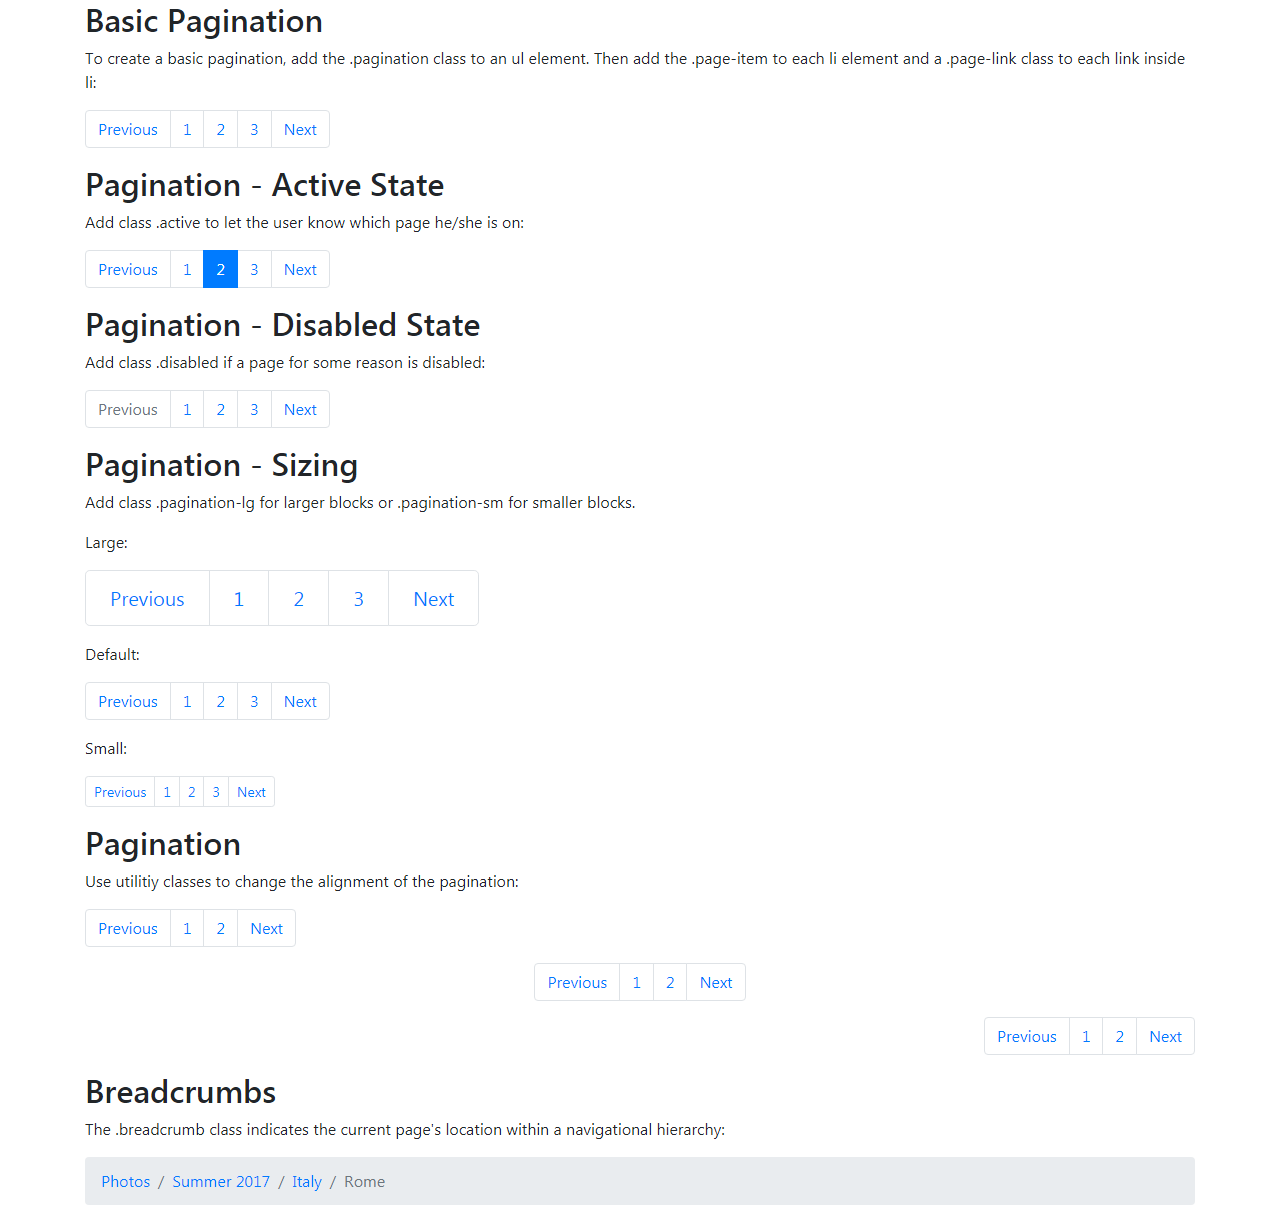 Basic Pagination
To create a basic pagination, add the .pagination class to an ul element. Then add the .page-item to each li element and a .page-link class to each link inside
li:
Previous 1 2 3 Next
Pagination - Active State
Add class .active to let the user know which page he/she is on:
Previous 1 2 3 Next
Pagination - Disabled State
Add class .disabled if a page for some reason is disabled:
Previous 1 2 3 Next
Pagination - Sizing
Add class .pagination-lg for larger blocks or .pagination-sm for smaller blocks.
Large:
Previous 1 2 3 Next
Default:
Previous 1 2 3 Next
Small:
Previous 1 2 3 Next
Pagination
Use utilitiy classes to change the alignment of the pagination:
Previous 1 2 Next
Previous 1 2 Next
Previous 1 2 Next
Breadcrumbs
The .breadcrumb class indicates the current page's location within a navigational hierarchy:
Photos / Summer 2017 / Italy / Rome